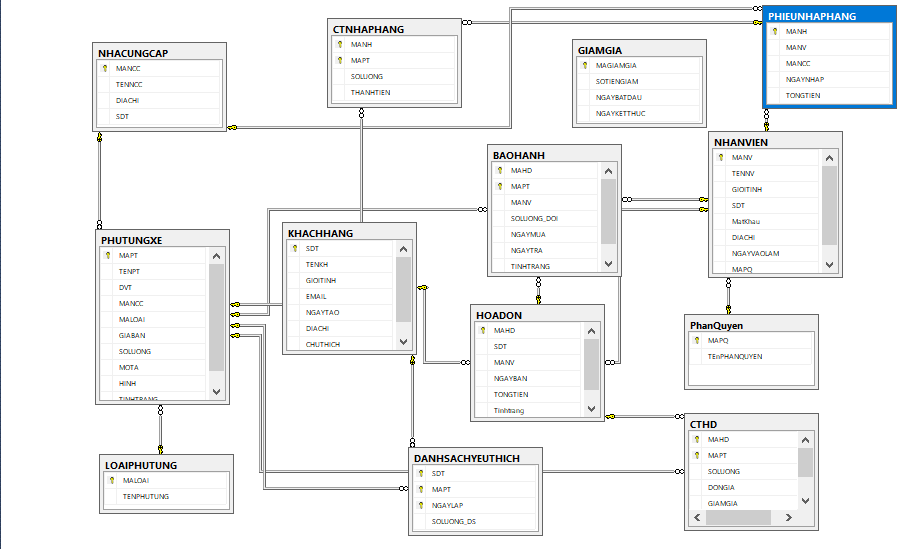 NHACUNGCAP
MANCC
TENNCC
DIACHI
SDT
CTNHAPHANG
MANH
MAPT
SOLUONG
THANHTIEN
GIAMGIA
MAGIAMGIA
SOTIENGIAM
NGAYBATDAU
NGAYKETTHUC
PHIEUNHAPHANG
MANH
MANV
MANCC
NGAYNHAP
TONGTIEN
BAOHANH
MAHD
MAPT
MANV
SOLUONG_DOI
NGAYMUA
NGAYTRA
TINHTRANG
NHANVIEN
MANV
TENNV
GIOITINH
SDT
MatKhau
DIACHI
NGAYVAOLAM
MAPQ
PHUTUNGXE
MAPT
TENPT
DVT
MANCC
MALOAI
GIABAN
SOLUONG
MOTA
HINH
TINHTRANG
KHACHHANG
SDT
TENKH
GIOITINH
EMAIL
NGAYTAO
DIACHI
CHUTHICH
HOADON
MAHD
SDT
MANV
NGAYBAN
TONGTIEN
Tinhtrang
PhanQuyen
MAPQ
TEnPHANQUYEN
LOAIPHUTUNG
MALOAI
TENPHUTUNG
DANHSACHYEUTHICH
SDT
MAPT
NGAYLAP
SOLUONG_DS
CTHD
MAHD
MAPT
SOLUONG
DONGIA
GIAMGIA